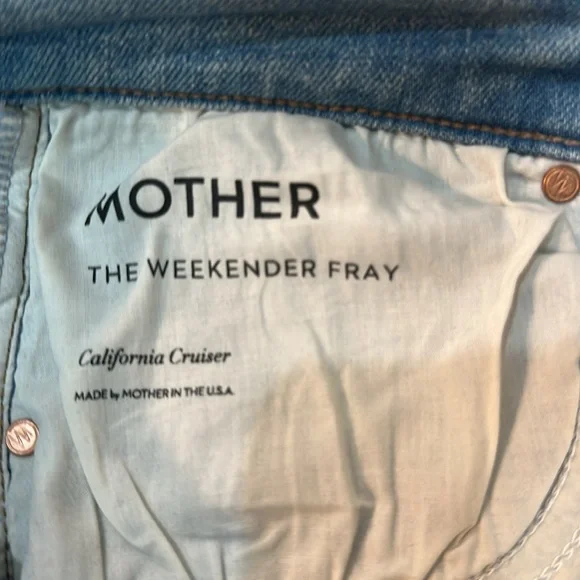 MOTHER
THE WEEKENDER FRAY
California Cruiser
MADE by MOTHER IN THE U.S.A.